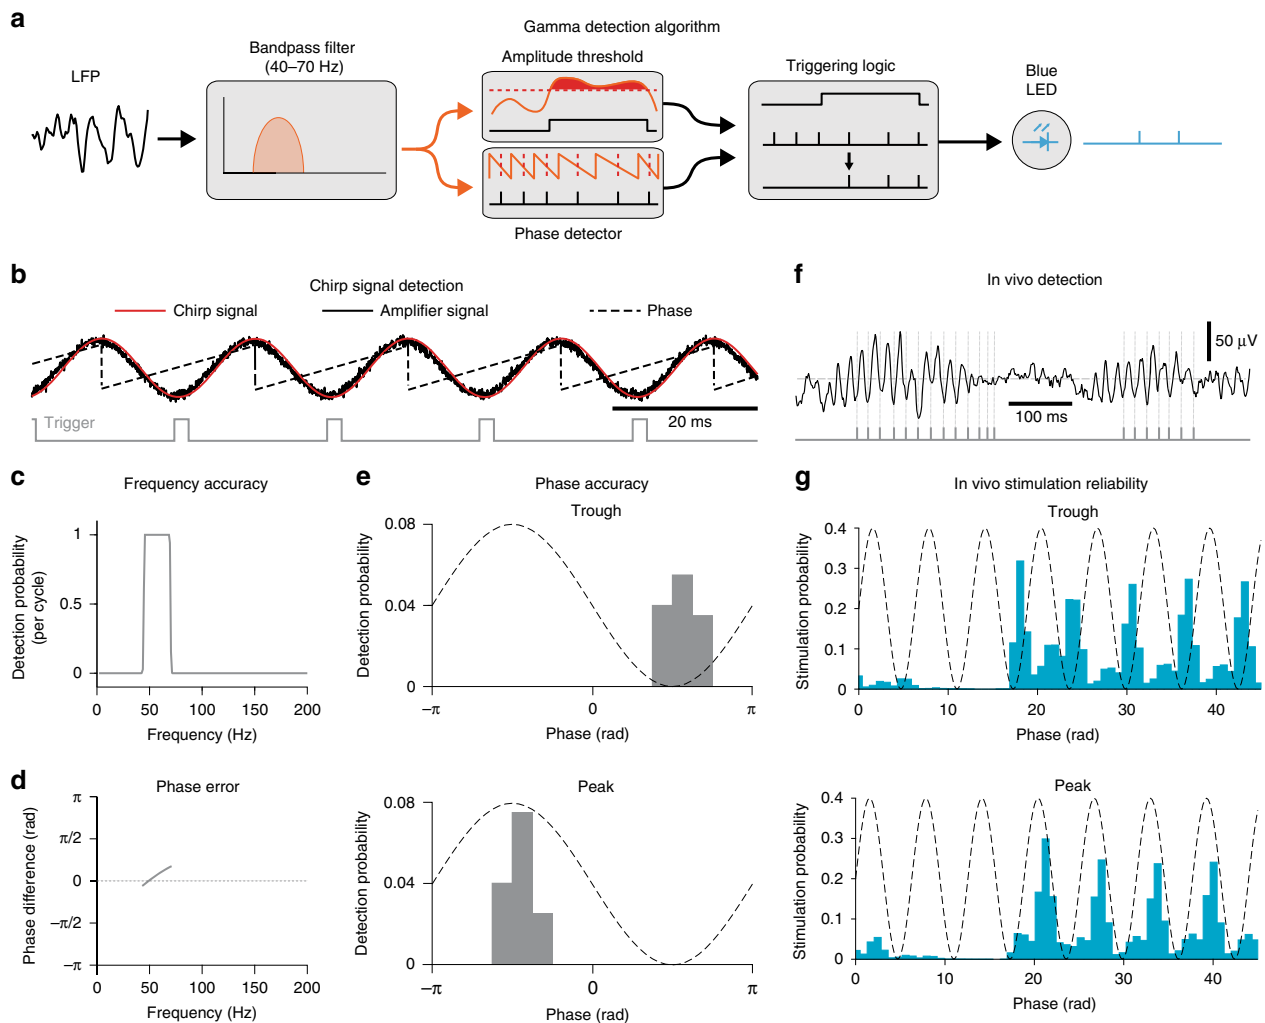 a
Gamma detection algorithm
LFP
Bandpass filter
(40–70 Hz)
Amplitude threshold
Phase detector
Triggering logic
Blue
LED
b
Chirp signal detection
Chirp signal
Amplifier signal
Phase
Trigger
20 ms
f
In vivo detection
50 μV
100 ms
c
Frequency accuracy
Detection probability
(per cycle)
1
0.5
0
0 50 100 150 200
Frequency (Hz)
d
Phase error
Phase difference (rad)
π
π/2
0
–π/2
–π
0 50 100 150 200
Frequency (Hz)
e
Phase accuracy
Trough
Detection probability
0.08
0.04
0
–π 0 π
Phase (rad)
Peak
Detection probability
0.08
0.04
0
–π 0 π
Phase (rad)
g
In vivo stimulation reliability
Trough
Stimulation probability
0.4
0.3
0.2
0.1
0
0 10 20 30 40
Phase (rad)
Peak
Stimulation probability
0.4
0.3
0.2
0.1
0
0 10 20 30 40
Phase (rad)